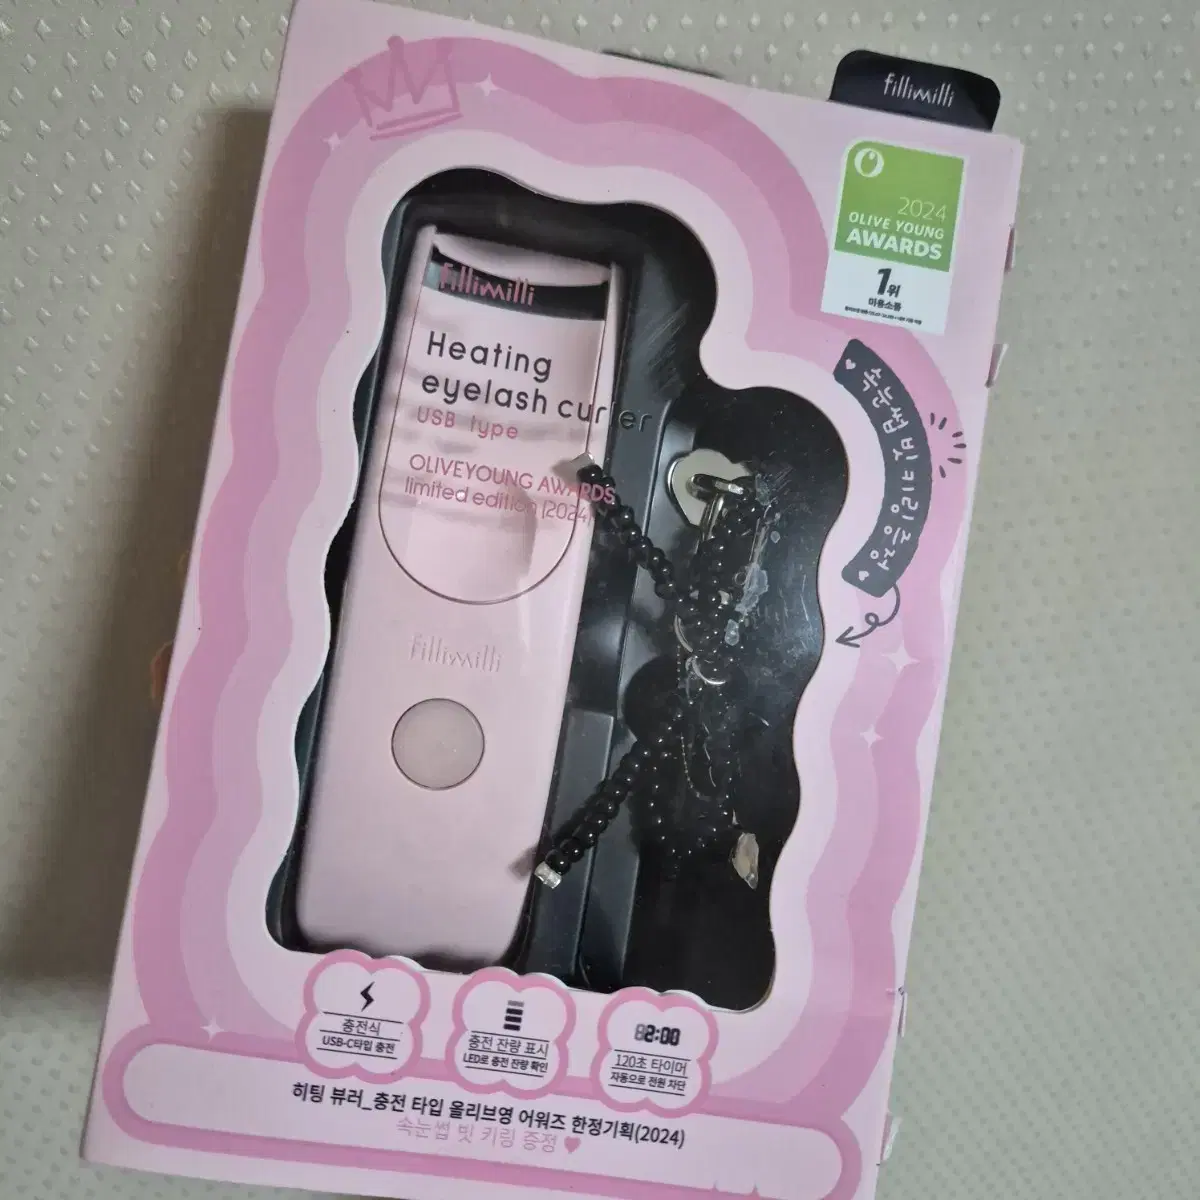 fillimilli
2024
OLIVE YOUNG
AWARDS
1위
미용소품
fillimilli
Heating
eyelash curler
USB type
OLIVEYOUNG AWARDS
limited edition (2024)
속눈썹 빗 키링 증정
fillimilli
충전식
USB-C타입 충전
충전 잔량 표시
LED로 충전 잔량 확인
02:00
120초 타이머
자동으로 전원 차단
히팅 뷰러_충전 타입 올리브영 어워즈 한정기획(2024)
속눈썹 빗 키링 증정